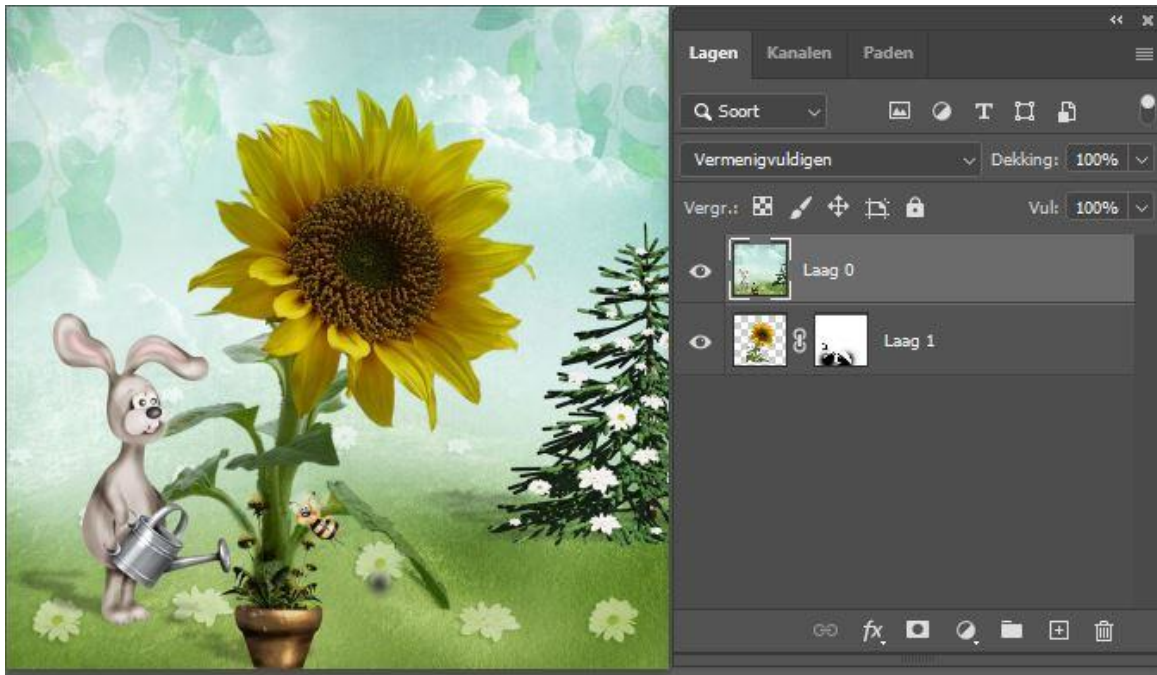 Lagen Kanalen Paden
Soort
Vermenigvuldigen Dekking: 100%
Vergr.: Vul: 100%
Laag 0
Laag 1
fx